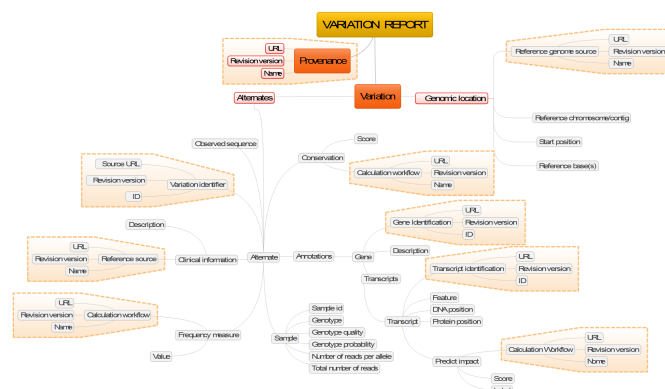 VARIATION REPORT
URL
Revision version
Name
Provenance
Variation
Alternates
Genomic location
Reference genome source
URL
Revision version
Name
Reference chromosome/contig
Start position
Reference base(s)
Observed sequence
Source URL
Revision version
ID
Variation identifier
Description
URL
Revision version
Name
Reference source
Clinical information
URL
Revision version
Name
Calculation workflow
Value
Frequency measure
Alternate
Conservation
Score
Calculation workflow
URL
Revision version
Name
Annotations
Gene
Gene Identification
URL
Revision version
ID
Description
Transcripts
Transcript
Transcript identification
URL
Revision version
ID
Feature
DNA position
Protein position
Predict impact
Calculation Workflow
URL
Revision version
Name
Score
Sample
Sample id
Genotype
Genotype quality
Genotype probability
Number of reads per allele
Total number of reads